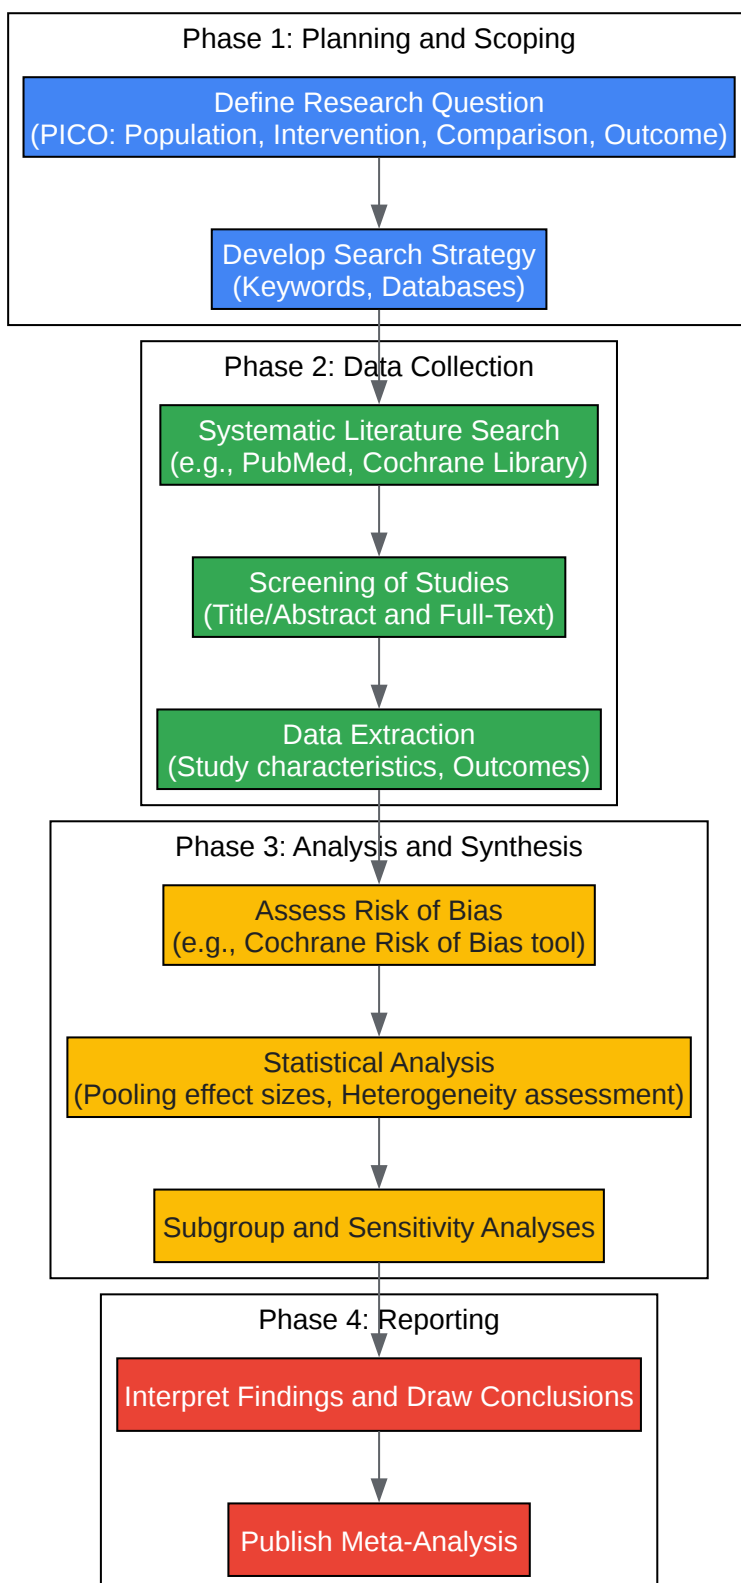 Phase 1: Planning and Scoping
Define Research Question
(PICO: Population, Intervention, Comparison, Outcome)
Develop Search Strategy
(Keywords, Databases)
Phase 2: Data Collection
Systematic Literature Search
(e.g., PubMed, Cochrane Library)
Screening of Studies
(Title/Abstract and Full-Text)
Data Extraction
(Study characteristics, Outcomes)
Phase 3: Analysis and Synthesis
Assess Risk of Bias
(e.g., Cochrane Risk of Bias tool)
Statistical Analysis
(Pooling effect sizes, Heterogeneity assessment)
Subgroup and Sensitivity Analyses
Phase 4: Reporting
Interpret Findings and Draw Conclusions
Publish Meta-Analysis